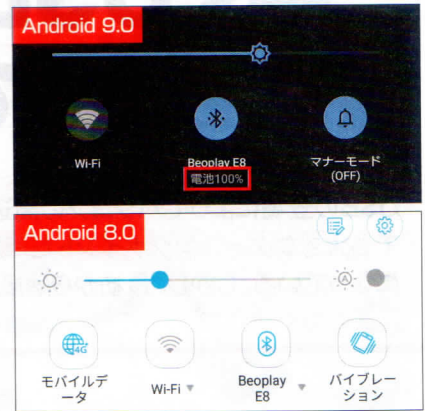 Android 9.0
Wi-Fi
Beoplay E8
電池100%
マナーモード
(OFF)
Android 8.0
A
4G
モバイルデ
ータ
Wi-Fi
Beoplay
E8
バイブレー
ション